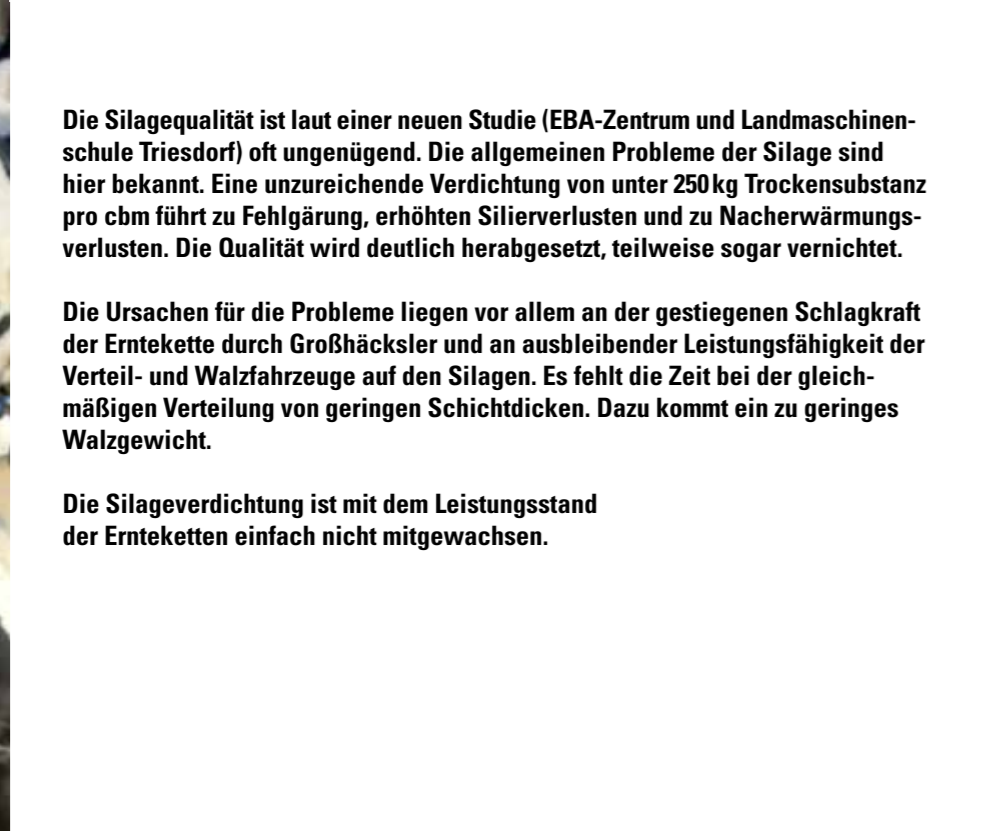 Die Silagequalität ist laut einer neuen Studie (EBA-Zentrum und Landmaschinen-
schule Triesdorf) oft ungenügend. Die allgemeinen Probleme der Silage sind
hier bekannt. Eine unzureichende Verdichtung von unter 250 kg Trockensubstanz
pro cbm führt zu Fehlgärung, erhöhten Silierverlusten und zu Nacherwärmungs-
verlusten. Die Qualität wird deutlich herabgesetzt, teilweise sogar vernichtet.
Die Ursachen für die Probleme liegen vor allem an der gestiegenen Schlagkraft
der Erntekette durch Großhäcksler und an ausbleibender Leistungsfähigkeit der
Verteil- und Walzfahrzeuge auf den Silagen. Es fehlt die Zeit bei der gleich-
mäßigen Verteilung von geringen Schichtdicken. Dazu kommt ein zu geringes
Walzgewicht.
Die Silageverdichtung ist mit dem Leistungsstand
der Ernteketten einfach nicht mitgewachsen.